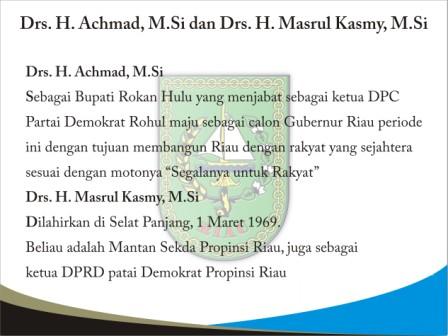 Drs. H. Achmad, M.Si dan Drs. H. Masrul Kasmy, M.Si
Drs. H. Achmad, M.Si
Sebagai Bupati Rokan Hulu yang menjabat sebagai ketua DPC
Partai Demokrat Rohul maju sebagai calon Gubernur Riau periode
ini dengan tujuan membangun Riau dengan rakyat yang sejahtera
sesuai dengan motonya “Segalanya untuk Rakyat”
Drs. H. Masrul Kasmy, M.Si
Dilahirkan di Selat Panjang, 1 Maret 1969.
Beliau adalah Mantan Sekda Propinsi Riau, juga sebagai
ketua DPRD patai Demokrat Propinsi Riau
RIAU